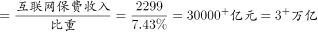 = 互联网保费收入/比重 = 2299/7.43% = 30000⁺亿元 = 3⁺万亿